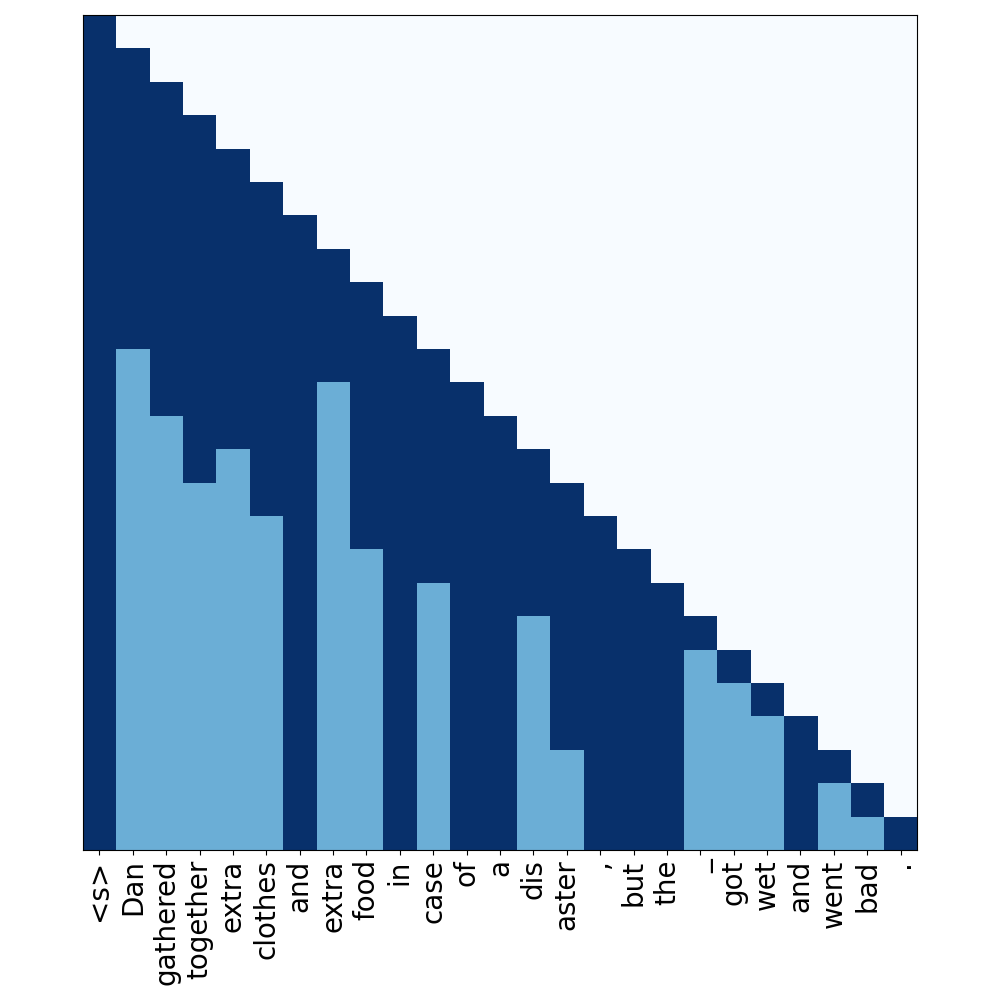 <s>
Dan
gathered
together
extra
clothes
and
extra
food
in
case
of
a
dis
aster
,
but
the
_
got
wet
and
went
bad
.